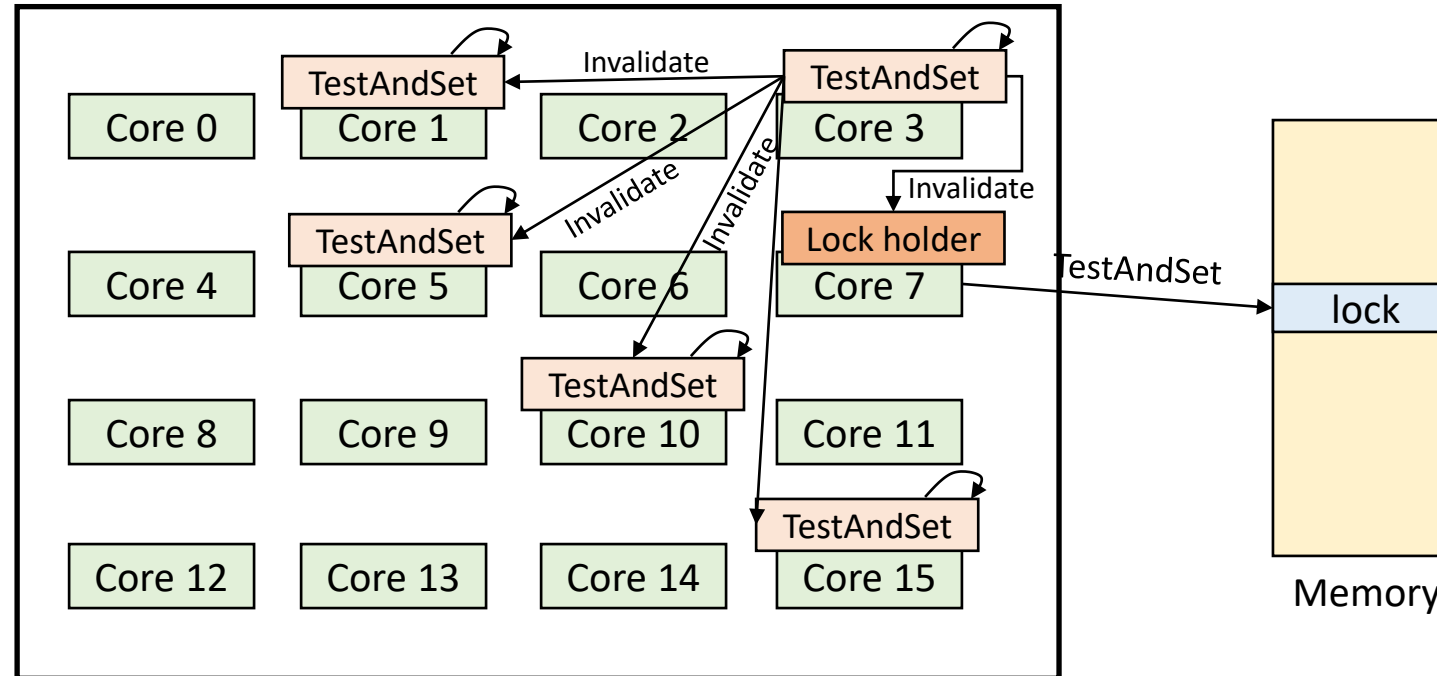 Invalidate
TestAndSet
TestAndSet
Core 0
Core 1
Core 2
Core 3
Invalidate
Invalidate
Invalidate
TestAndSet
Lock holder
TestAndSet
Core 4
Core 5
Core 6
Core 7
lock
TestAndSet
Core 8
Core 9
Core 10
Core 11
TestAndSet
Core 12
Core 13
Core 14
Core 15
Memory